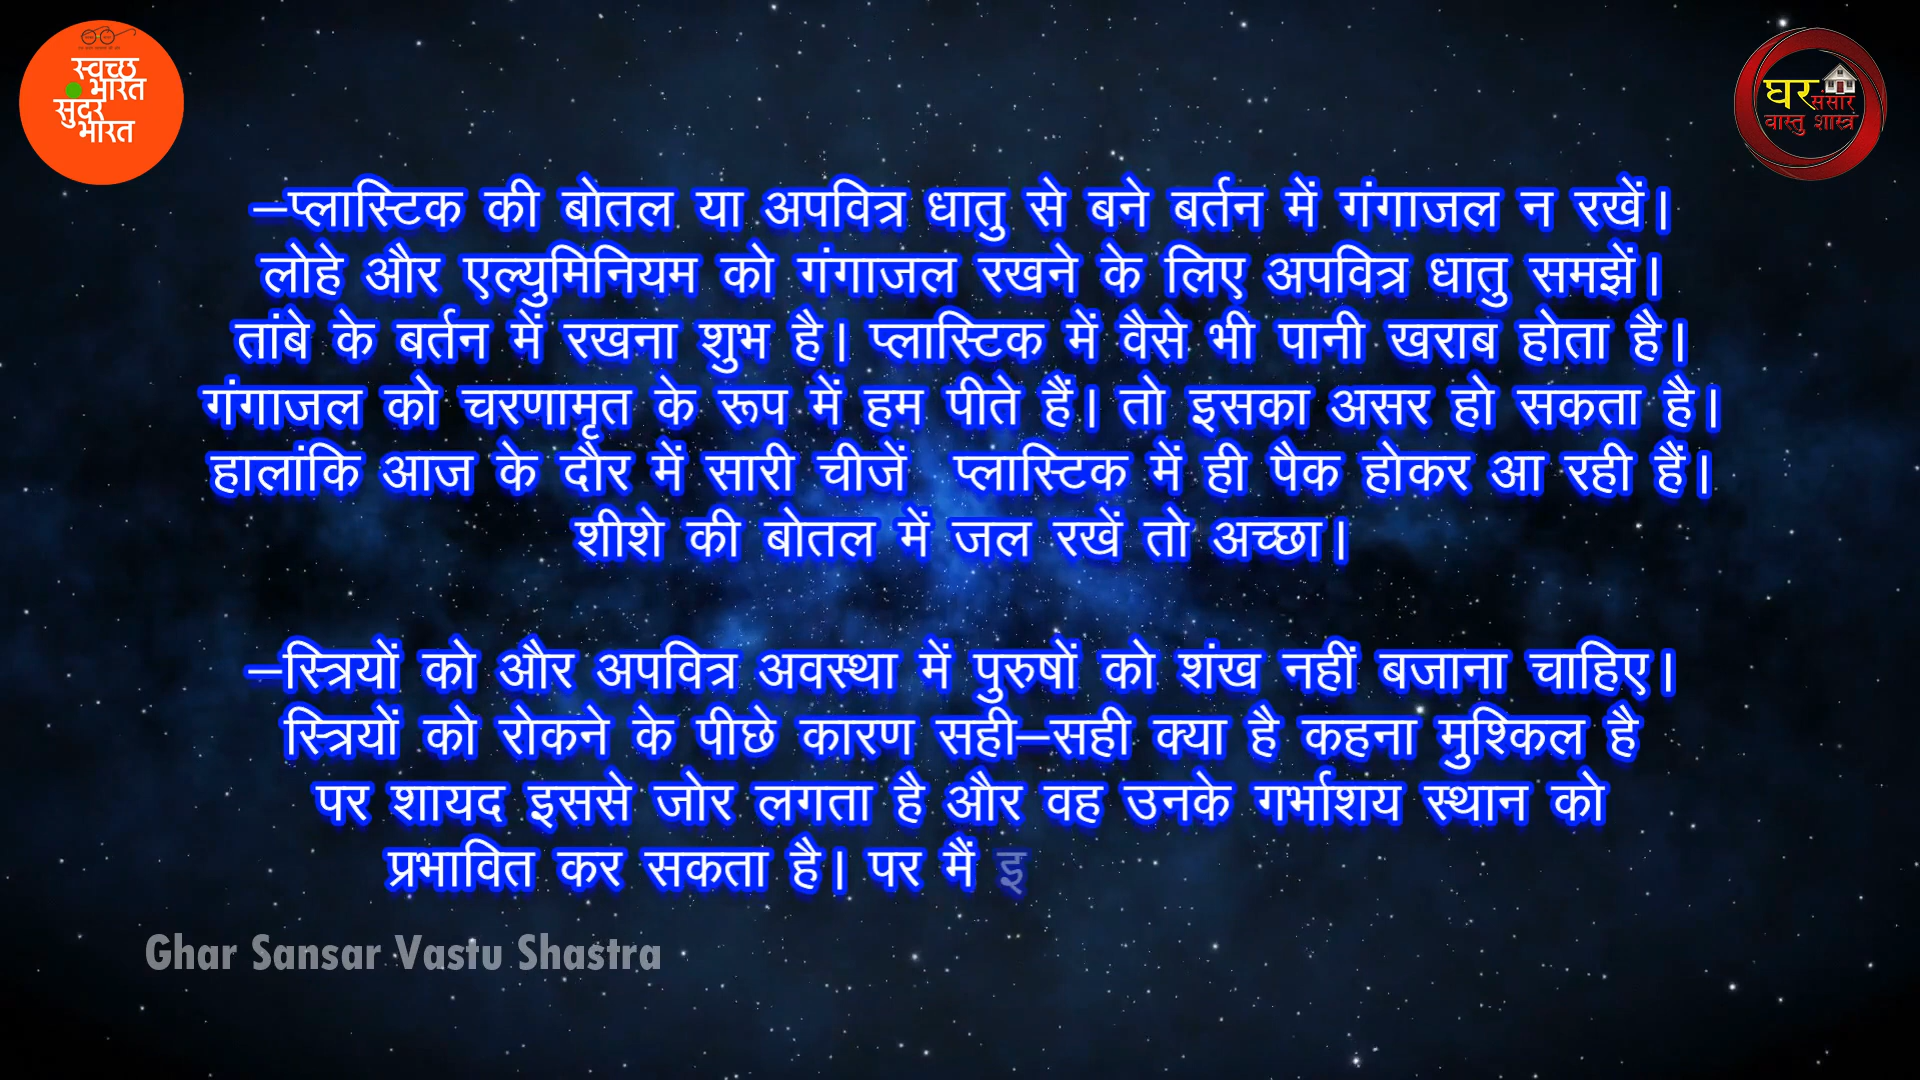 स्वच्छ
भारत
सुंदर
भारत
घर
संसार
वास्तु शास्त्र
–प्लास्टिक की बोतल या अपवित्र धातु से बने बर्तन में गंगाजल न रखें।
लोहे और एल्युमिनियम को गंगाजल रखने के लिए अपवित्र धातु समझें।
तांबे के बर्तन में रखना शुभ है। प्लास्टिक में वैसे भी पानी खराब होता है।
गंगाजल को चरणामृत के रूप में हम पीते हैं। तो इसका असर हो सकता है।
हालांकि आज के दौर में सारी चीजें प्लास्टिक में ही पैक होकर आ रही हैं।
शीशे की बोतल में जल रखें तो अच्छा।
–स्त्रियों को और अपवित्र अवस्था में पुरुषों को शंख नहीं बजाना चाहिए।
स्त्रियों को रोकने के पीछे कारण सही–सही क्या है कहना मुश्किल है
पर शायद इससे जोर लगता है और वह उनके गर्भाशय स्थान को
प्रभावित कर सकता है। पर मैं इ
Ghar Sansar Vastu Shastra